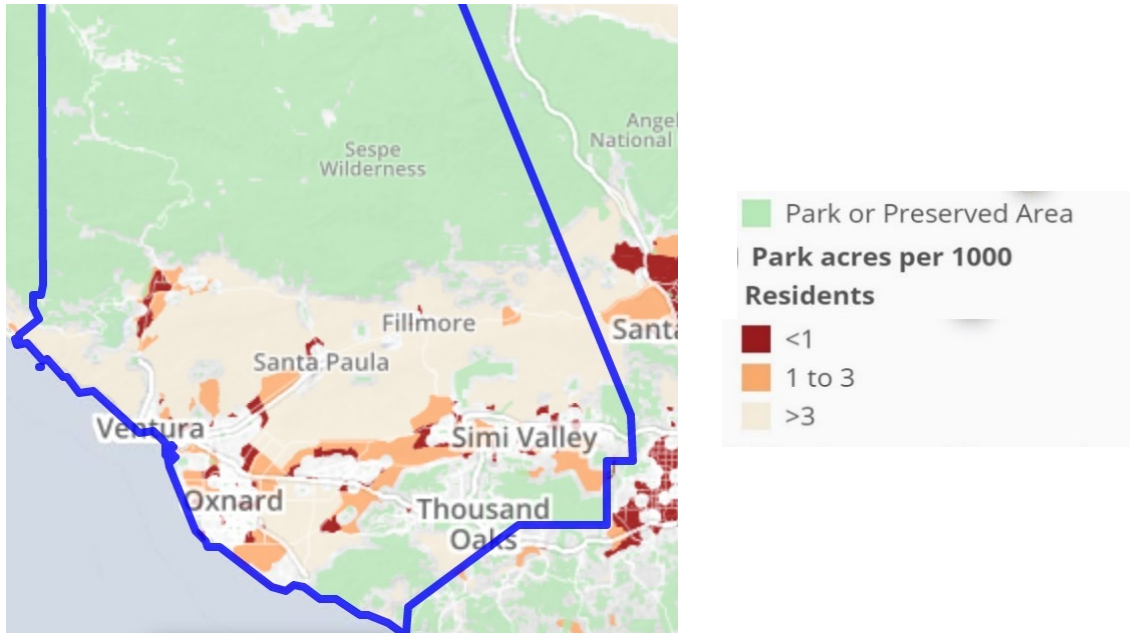 Angel
National
Sespe
Wilderness
Fillmore
Santa
Santa Paula
Ventura
Simi Valley
Oxnard
Thousand
Oaks
Park or Preserved Area
Park acres per 1000
Residents
<1
1 to 3
>3